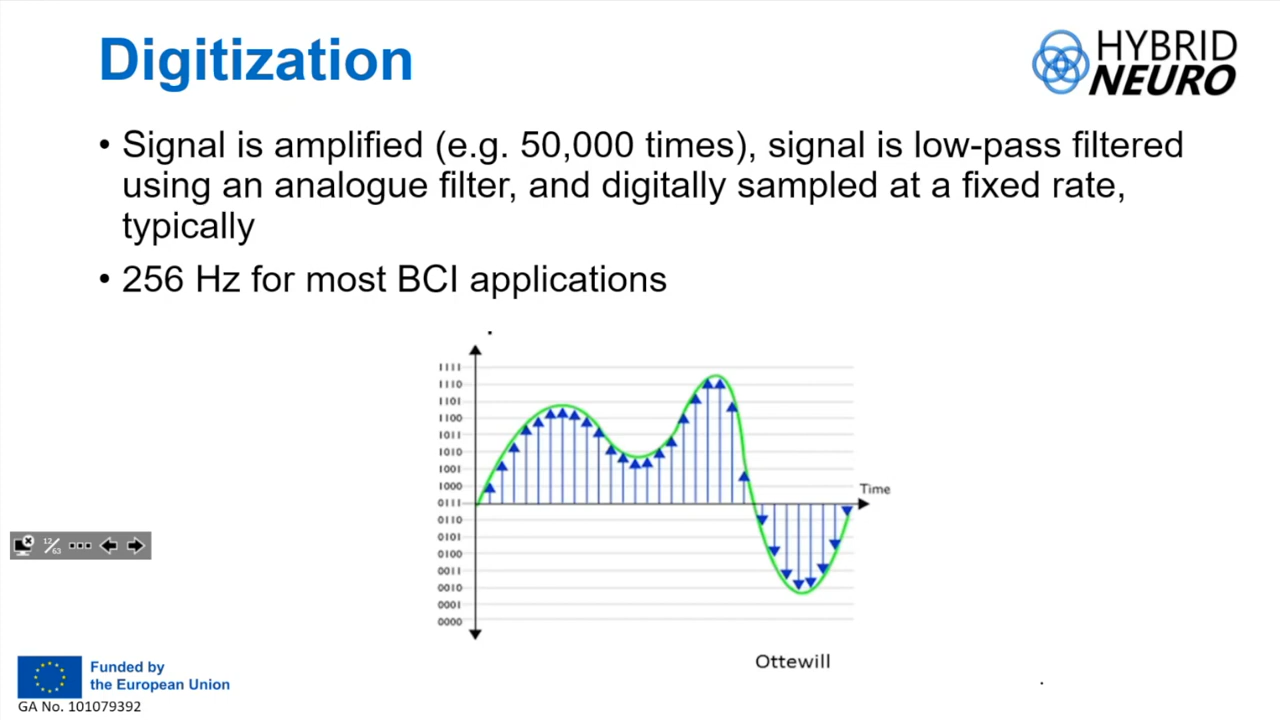 Digitization
HYBRID
NEURO
• Signal is amplified (e.g. 50,000 times), signal is low-pass filtered
using an analogue filter, and digitally sampled at a fixed rate,
typically
• 256 Hz for most BCI applications
1111
1110
1101
1100
1011
1010
1001
1000
0111
0110
0101
0100
0011
0010
0001
0000
Time
12/63
Ottewill
Funded by
the European Union
GA No. 101079392